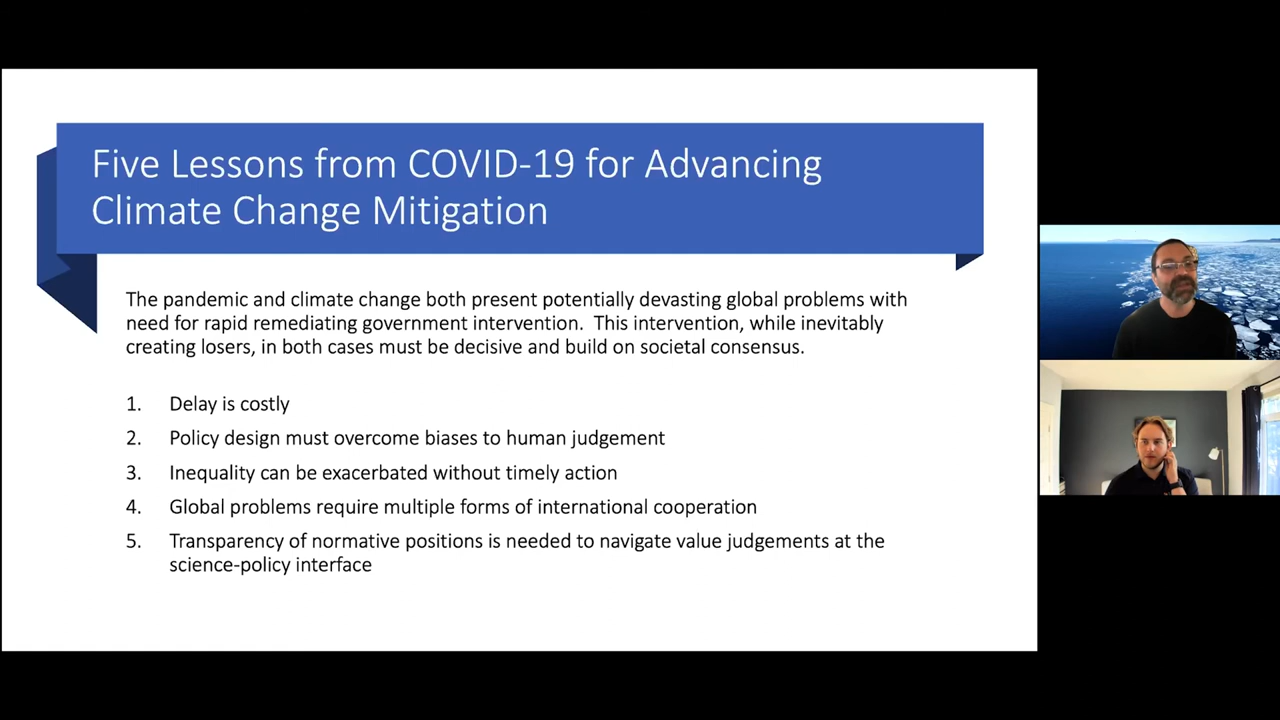 Five Lessons from COVID-19 for Advancing
Climate Change Mitigation
The pandemic and climate change both present potentially devasting global problems with
need for rapid remediating government intervention.  This intervention, while inevitably
creating losers, in both cases must be decisive and build on societal consensus.
1. Delay is costly
2. Policy design must overcome biases to human judgement
3. Inequality can be exacerbated without timely action
4. Global problems require multiple forms of international cooperation
5. Transparency of normative positions is needed to navigate value judgements at the
science-policy interface